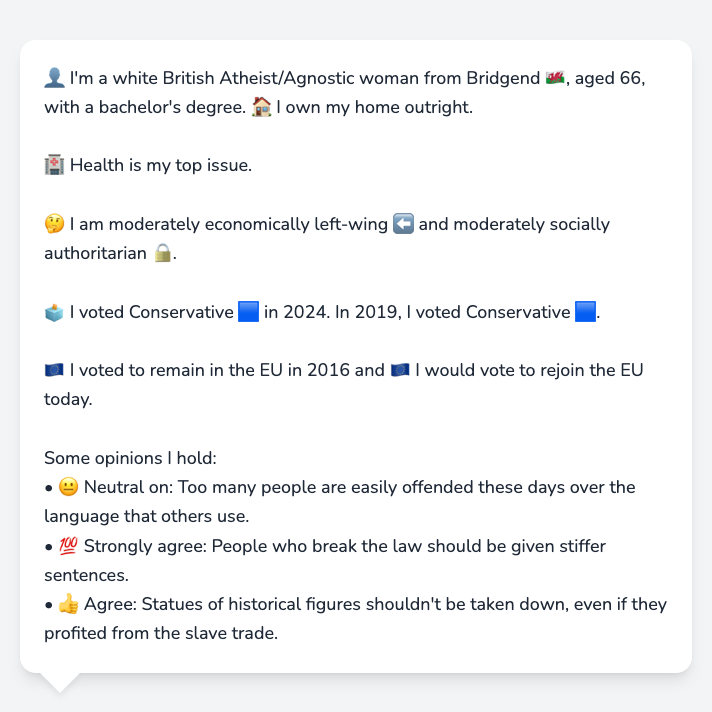 👤 I'm a white British Atheist/Agnostic woman from Bridgend 🏴󠁧󠁢󠁷󠁬󠁳󠁿, aged 66,
with a bachelor's degree. 🏠 I own my home outright.
🏥 Health is my top issue.
🤔 I am moderately economically left-wing ⬅️ and moderately socially
authoritarian 🔒.
🗳️ I voted Conservative 🟦 in 2024. In 2019, I voted Conservative 🟦.
🇪🇺 I voted to remain in the EU in 2016 and 🇪🇺 I would vote to rejoin the EU
today.
Some opinions I hold:
• 😐 Neutral on: Too many people are easily offended these days over the
language that others use.
• 💯 Strongly agree: People who break the law should be given stiffer
sentences.
• 👍 Agree: Statues of historical figures shouldn't be taken down, even if they
profited from the slave trade.